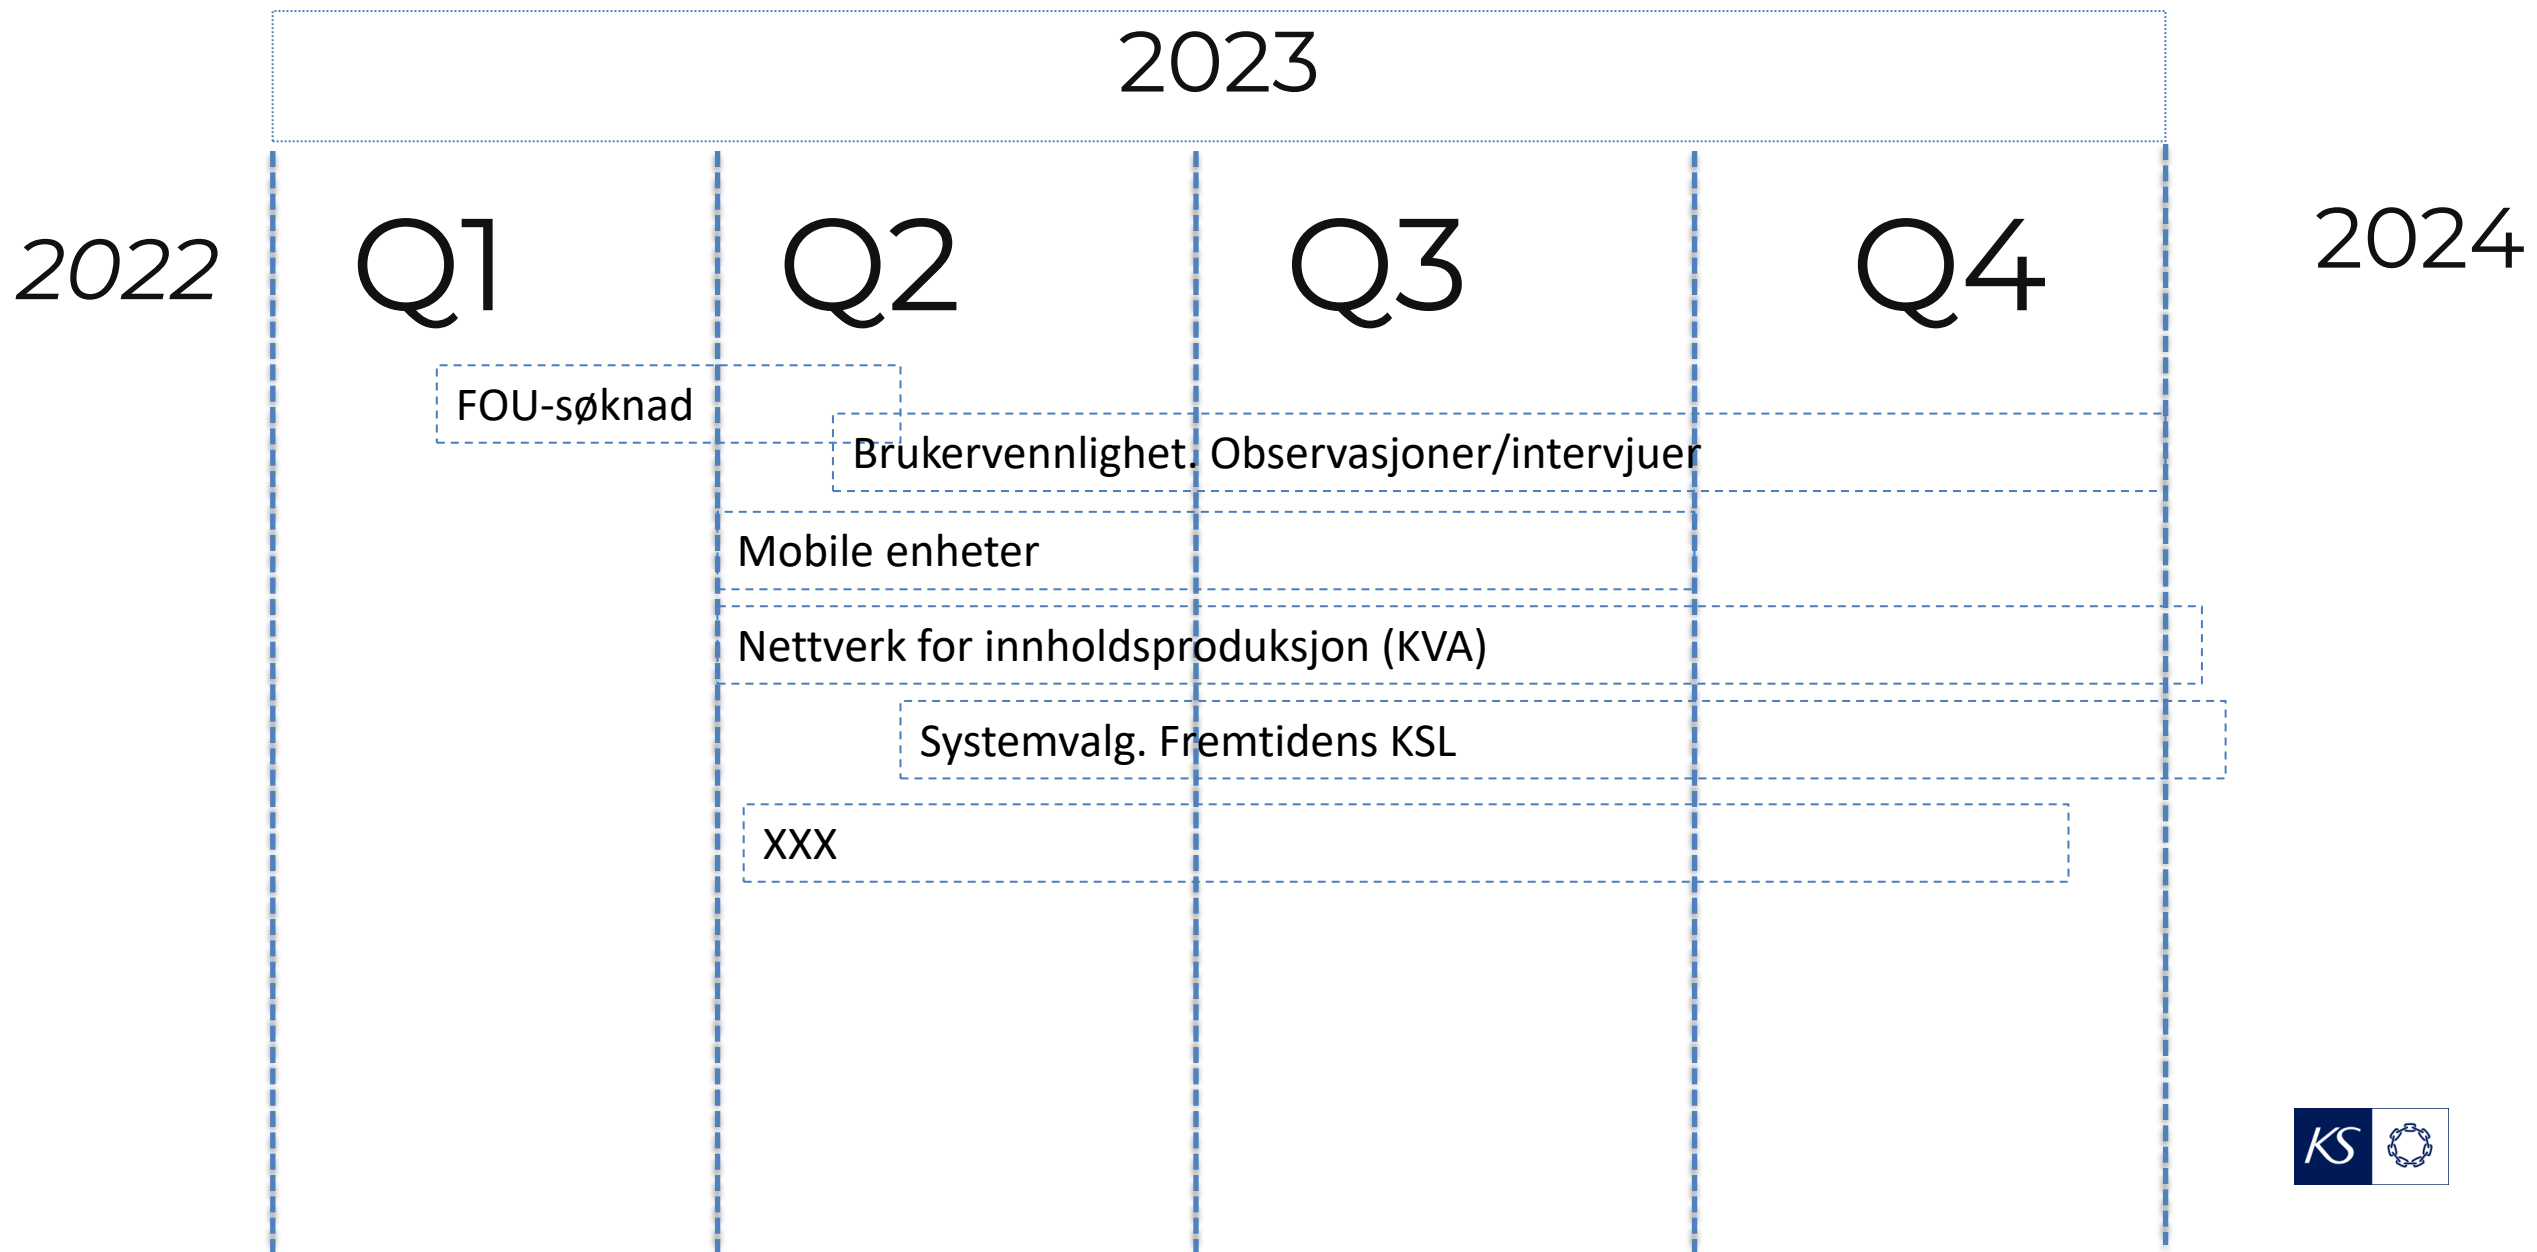 2023
2022
Q1
Q2
Q3
Q4
2024
FOU-søknad
Brukervennlighet. Observasjoner/intervjuer
Mobile enheter
Nettverk for innholdsproduksjon (KVA)
Systemvalg. Fremtidens KSL
XXX
KS